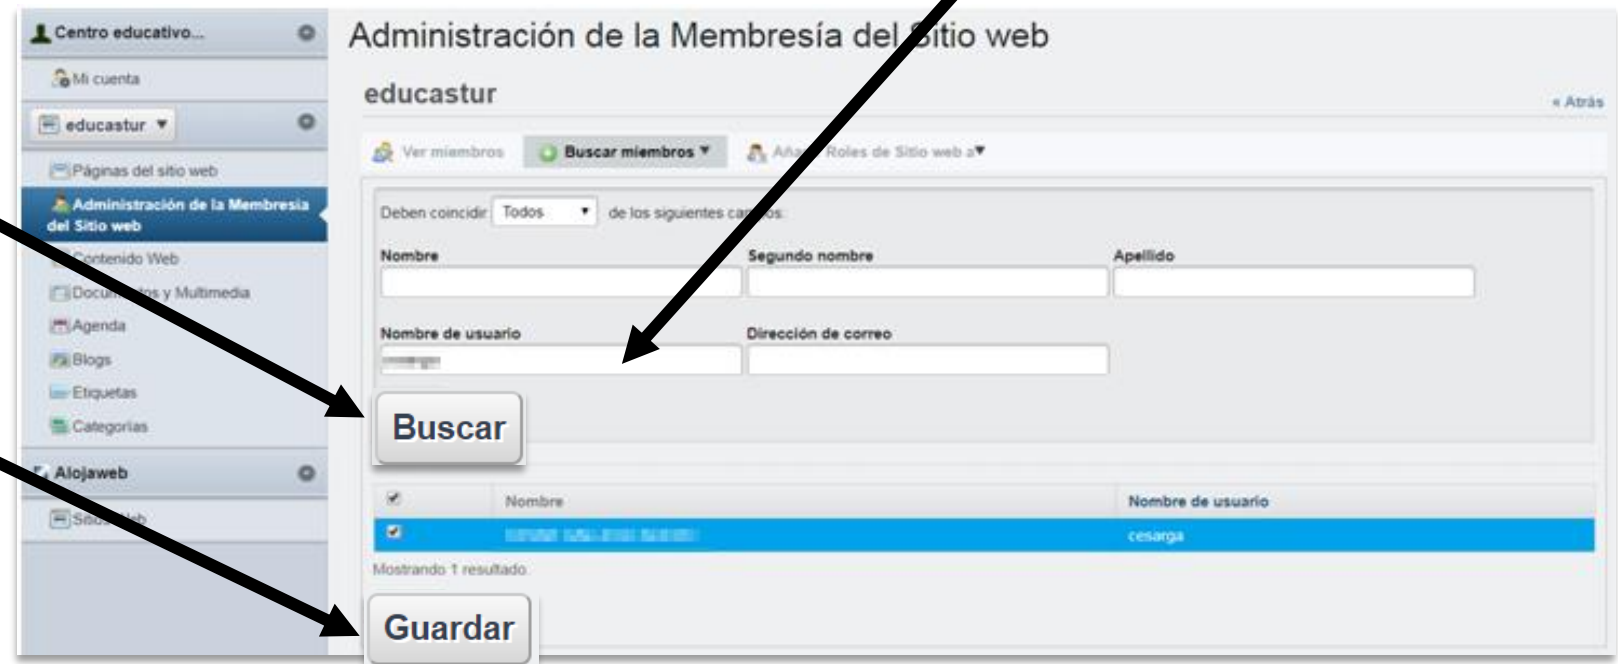 Centro educativo...
Mi cuenta
educastur
Páginas del sitio web
Administración de la Membresía
del Sitio web
Contenido Web
Documentos y Multimedia
Agenda
Blogs
Etiquetas
Categorías
Alojaweb
Sitios Web
Administración de la Membresía del Sitio web
educastur
« Atrás
Ver miembros Buscar miembros Añadir Roles de Sitio web a
Deben coincidir Todos de los siguientes campos:
Nombre Segundo nombre Apellido
Nombre de usuario Dirección de correo
Buscar
Nombre Nombre de usuario
cesarga
Mostrando 1 resultado.
Guardar